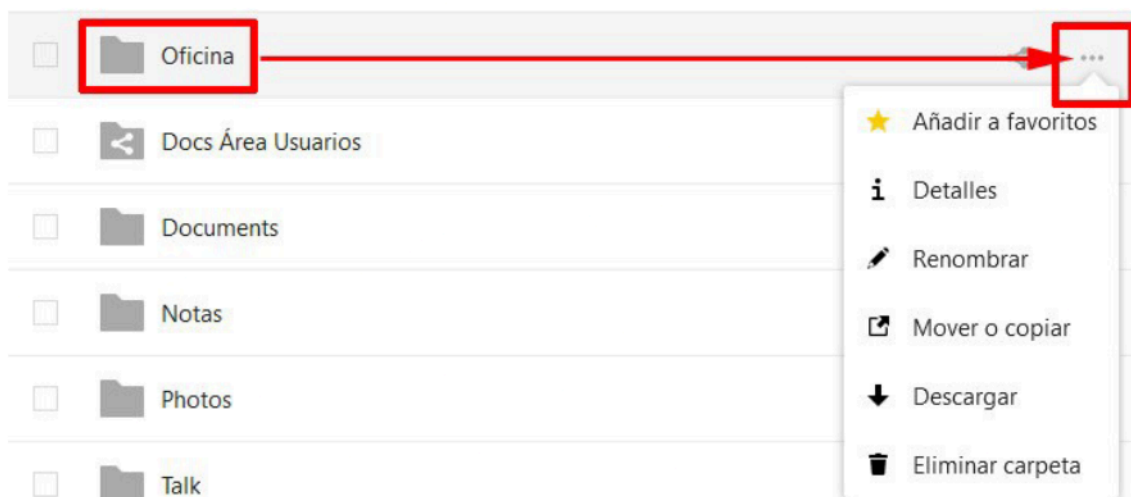 Oficina
Añadir a favoritos
Docs Área Usuarios
Detalles
Documents
Renombrar
Notas
Mover o copiar
Photos
Descargar
Eliminar carpeta
Talk